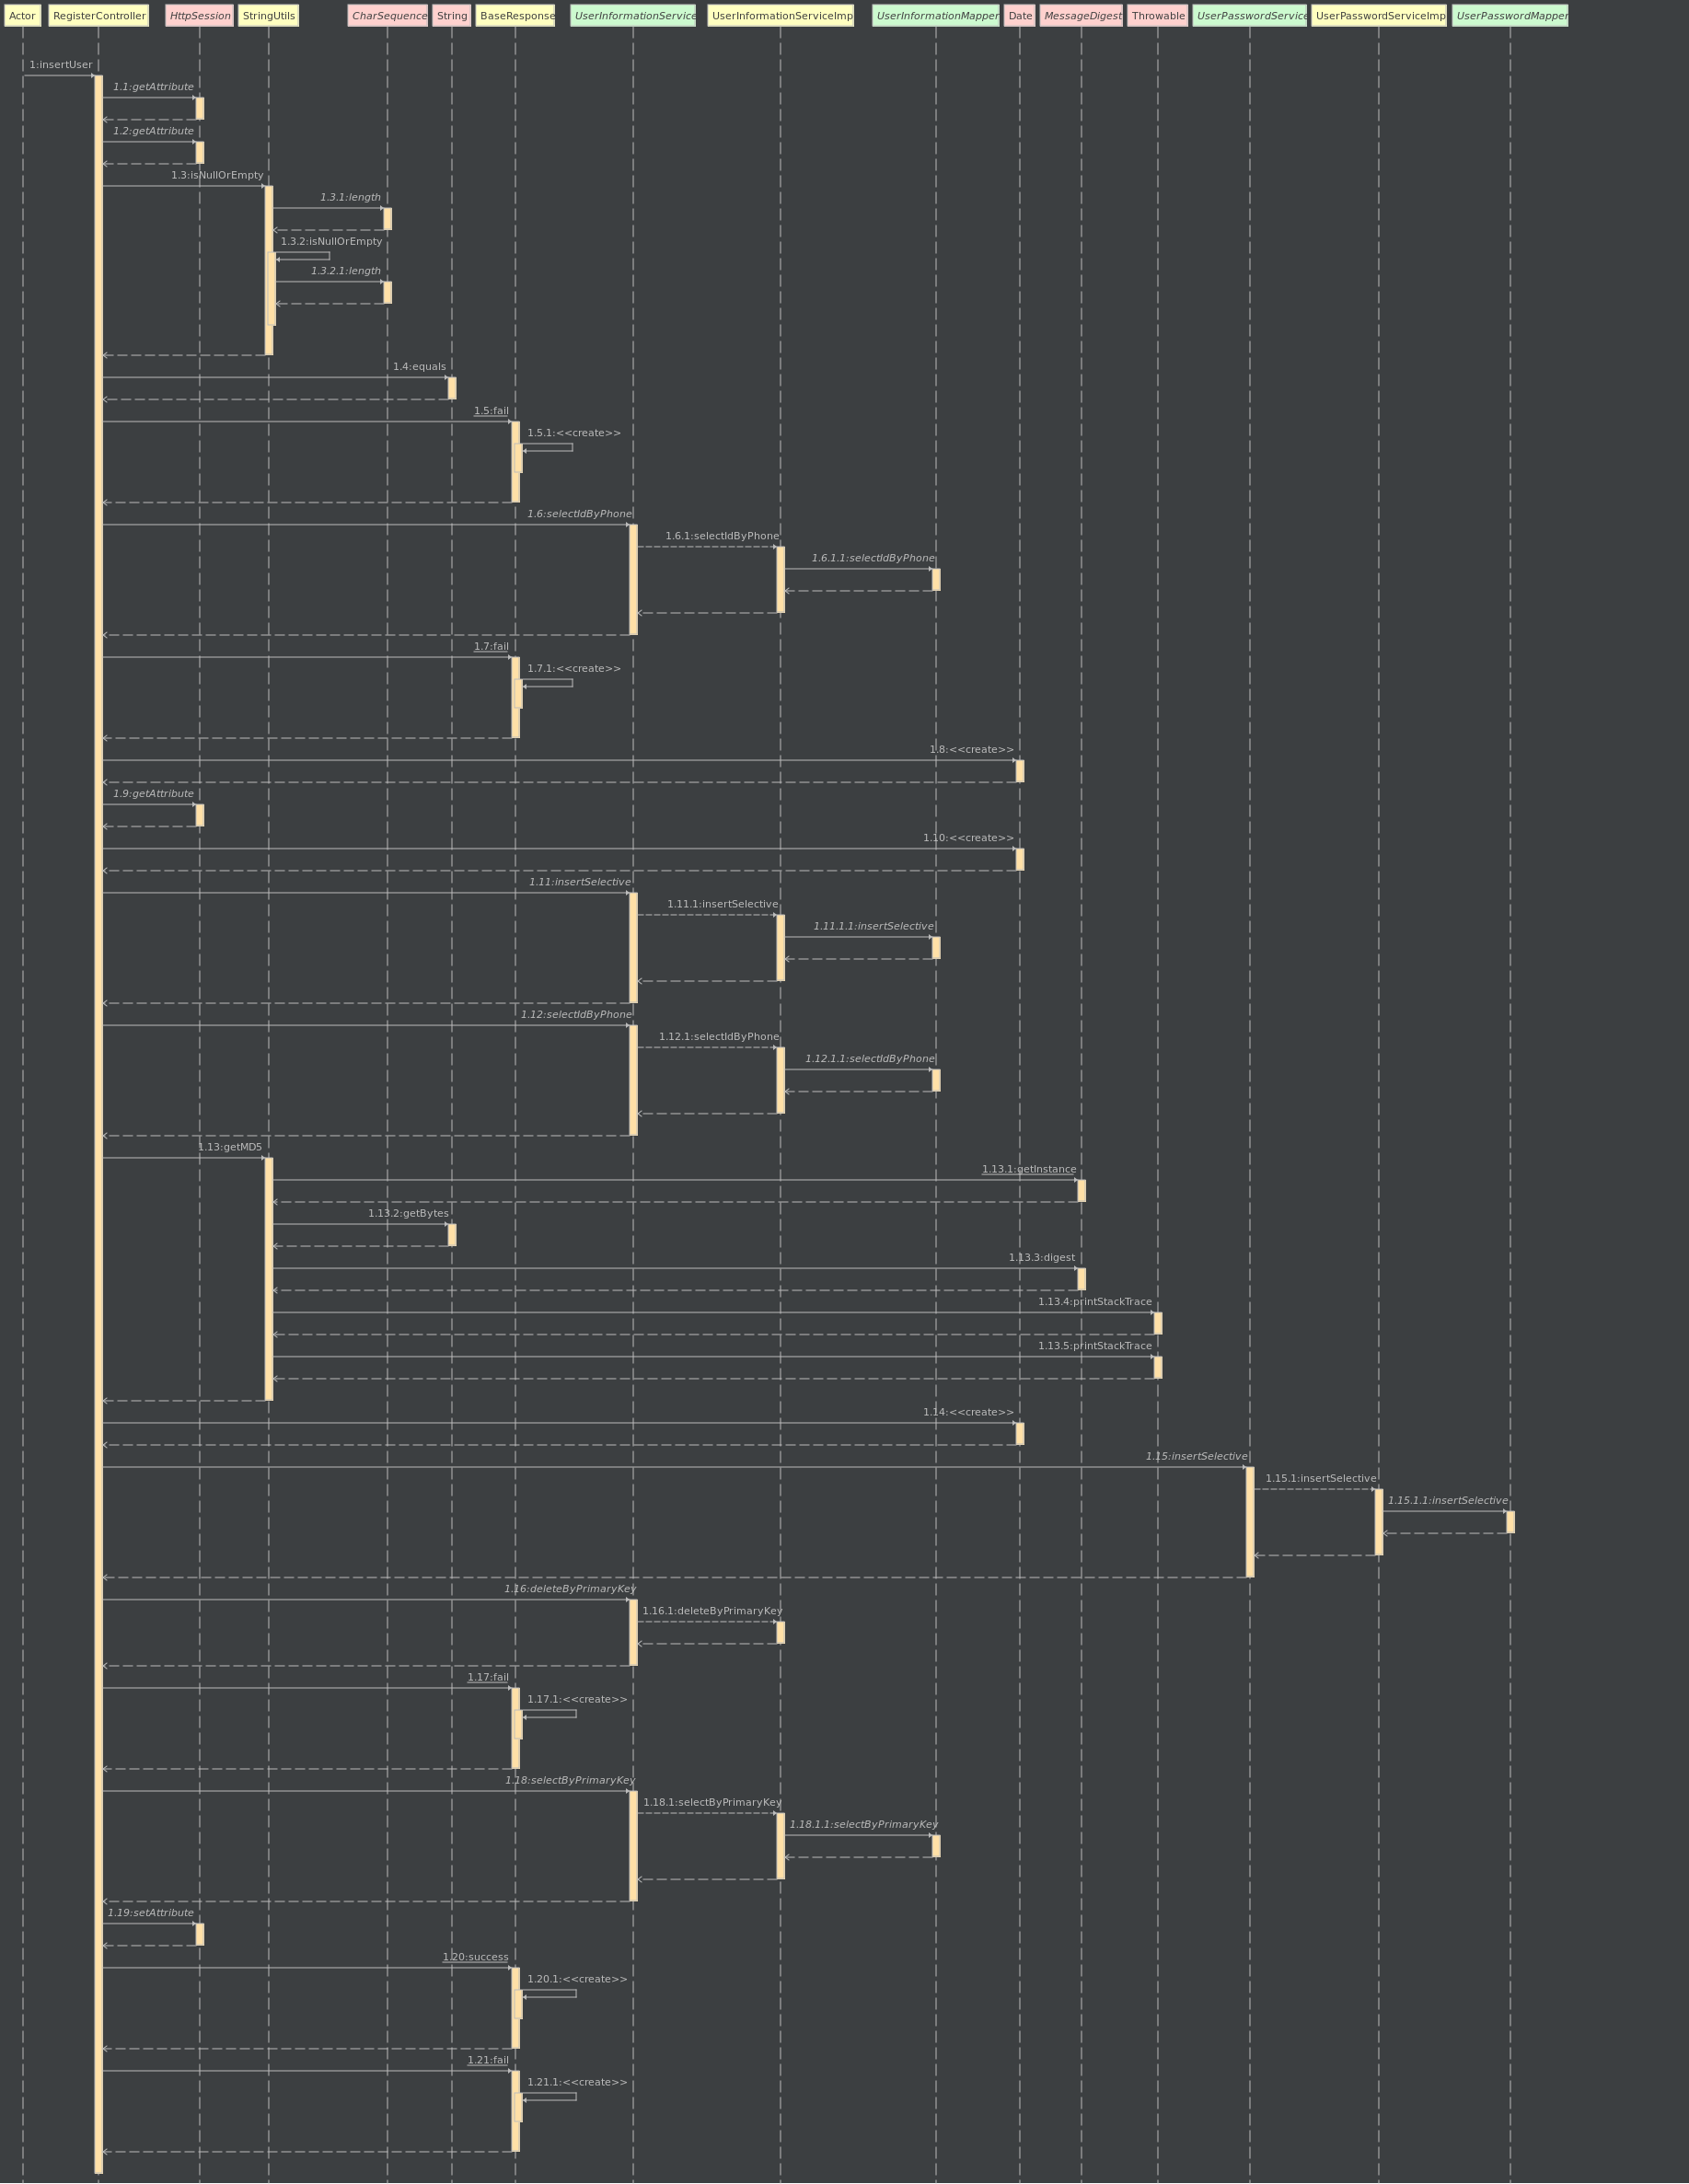 Actor RegisterController HttpSession StringUtils CharSequence String BaseResponse UserInformationService UserInformationServiceImp UserInformationMapper Date MessageDigest Throwable UserPasswordService UserPasswordServiceImp UserPasswordMapper
1:insertUser
1.1:getAttribute
1.2:getAttribute
1.3:isNullOrEmpty
1.3.1:length
1.3.2:isNullOrEmpty
1.3.2.1:length
1.4:equals
1.5:fail
1.5.1:<<create>>
1.6:selectIdByPhone
1.6.1:selectIdByPhone
1.6.1.1:selectIdByPhone
1.7:fail
1.7.1:<<create>>
1.8:<<create>>
1.9:getAttribute
1.10:<<create>>
1.11:insertSelective
1.11.1:insertSelective
1.11.1.1:insertSelective
1.12:selectIdByPhone
1.12.1:selectIdByPhone
1.12.1.1:selectIdByPhone
1.13:getMD5
1.13.1:getInstance
1.13.2:getBytes
1.13.3:digest
1.13.4:printStackTrace
1.13.5:printStackTrace
1.14:<<create>>
1.15:insertSelective
1.15.1:insertSelective
1.15.1.1:insertSelective
1.16:deleteByPrimaryKey
1.16.1:deleteByPrimaryKey
1.17:fail
1.17.1:<<create>>
1.18:selectByPrimaryKey
1.18.1:selectByPrimaryKey
1.18.1.1:selectByPrimaryKey
1.19:setAttribute
1.20:success
1.20.1:<<create>>
1.21:fail
1.21.1:<<create>>